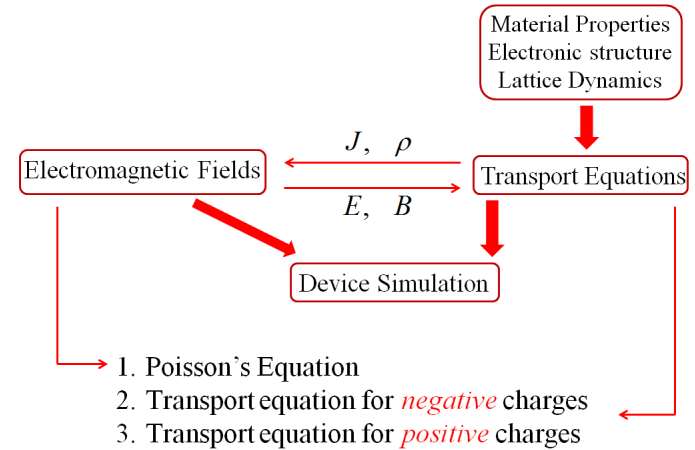 Material Properties
Electronic structure
Lattice Dynamics
J, ρ
Electromagnetic Fields
Transport Equations
E, B
Device Simulation
1. Poisson's Equation
2. Transport equation for negative charges
3. Transport equation for positive charges